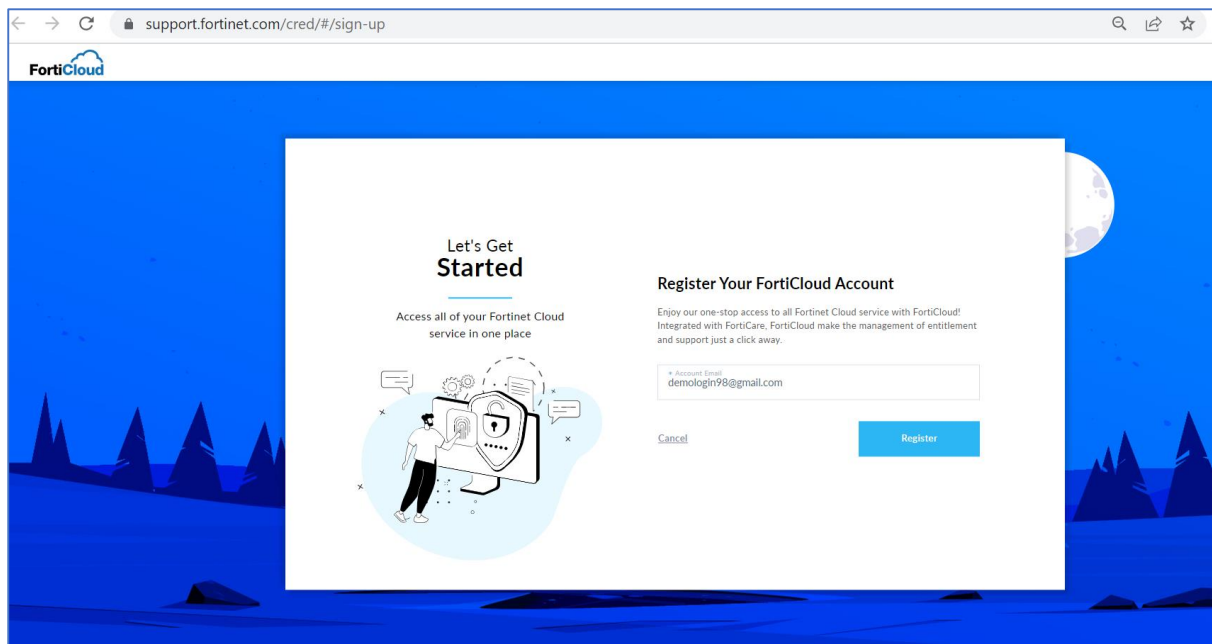 support.fortinet.com/cred/#/sign-up
FortiCloud
Let's Get
Started
Access all of your Fortinet Cloud
service in one place
Register Your FortiCloud Account
Enjoy our one-stop access to all Fortinet Cloud service with FortiCloud!
Integrated with FortiCare, FortiCloud make the management of entitlement
and support just a click away.
* Account Email
demologin98@gmail.com
Cancel
Register